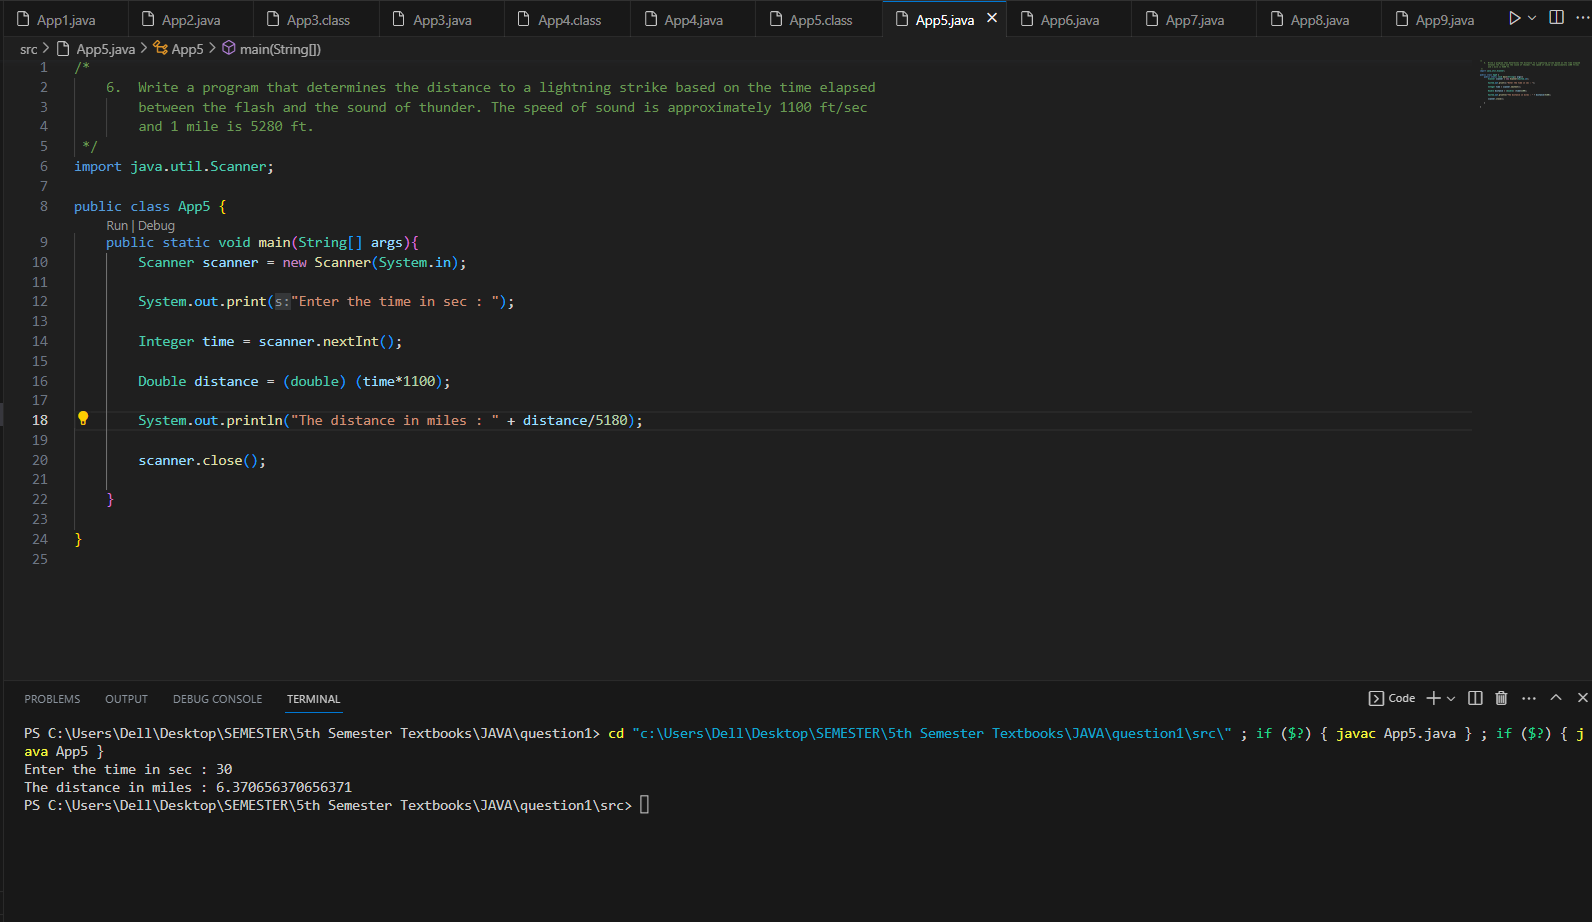 App1.java App2.java App3.class App3.java App4.class App4.java App5.class App5.java App6.java App7.java App8.java App9.java
src > App5.java > App5 > main(String[])
1 /*
2 6. Write a program that determines the distance to a lightning strike based on the time elapsed
3 between the flash and the sound of thunder. The speed of sound is approximately 1100 ft/sec
4 and 1 mile is 5280 ft.
5 */
6 import java.util.Scanner;
7
8 public class App5 {
Run | Debug
9 public static void main(String[] args){
10 Scanner scanner = new Scanner(System.in);
11
12 System.out.print(s:"Enter the time in sec : ");
13
14 Integer time = scanner.nextInt();
15
16 Double distance = (double) (time*1100);
17
18 System.out.println("The distance in miles : " + distance/5180);
19
20 scanner.close();
21
22 }
23
24 }
25
PROBLEMS OUTPUT DEBUG CONSOLE TERMINAL Code
PS C:\Users\Dell\Desktop\SEMESTER\5th Semester Textbooks\JAVA\question1> cd "c:\Users\Dell\Desktop\SEMESTER\5th Semester Textbooks\JAVA\question1\src\" ; if ($?) { javac App5.java } ; if ($?) { j
ava App5 }
Enter the time in sec : 30
The distance in miles : 6.370656370656371
PS C:\Users\Dell\Desktop\SEMESTER\5th Semester Textbooks\JAVA\question1\src>